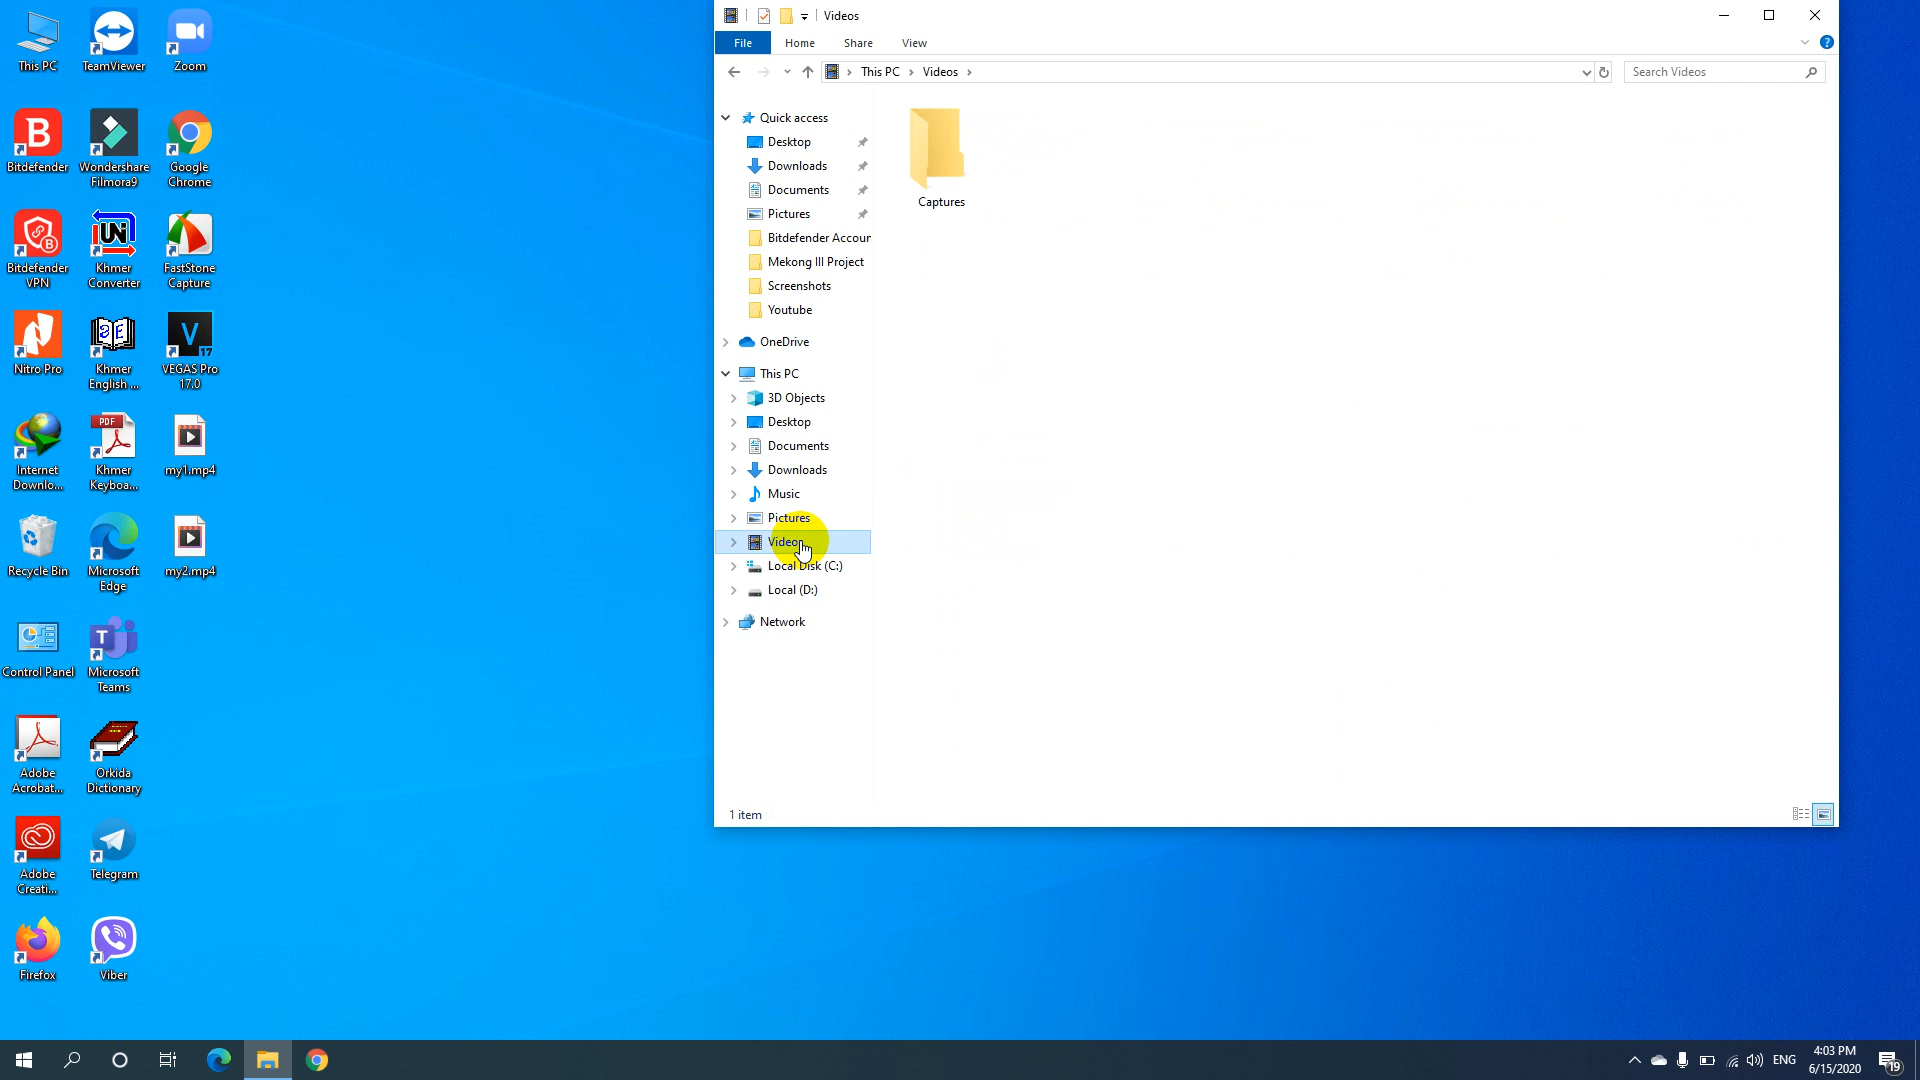 This PC
TeamViewer
Zoom
Bitdefender
Wondershare
Filmora9
Google
Chrome
Bitdefender
VPN
Khmer
Converter
FastStone
Capture
Nitro Pro
Khmer
English ...
VEGAS Pro
17.0
Internet
Downlo...
Khmer
Keyboa...
my1.mp4
Recycle Bin
Microsoft
Edge
my2.mp4
Control Panel
Microsoft
Teams
Adobe
Acrobat...
Orkida
Dictionary
Adobe
Creati...
Telegram
Firefox
Viber
Videos
File
Home
Share
View
This PC
Videos
Search Videos
Quick access
Desktop
Downloads
Documents
Pictures
Bitdefender Accoun
Mekong III Project
Screenshots
Youtube
OneDrive
This PC
3D Objects
Desktop
Documents
Downloads
Music
Pictures
Videos
Local Disk (C:)
Local (D:)
Network
Captures
1 item
ENG
4:03 PM
6/15/2020
19